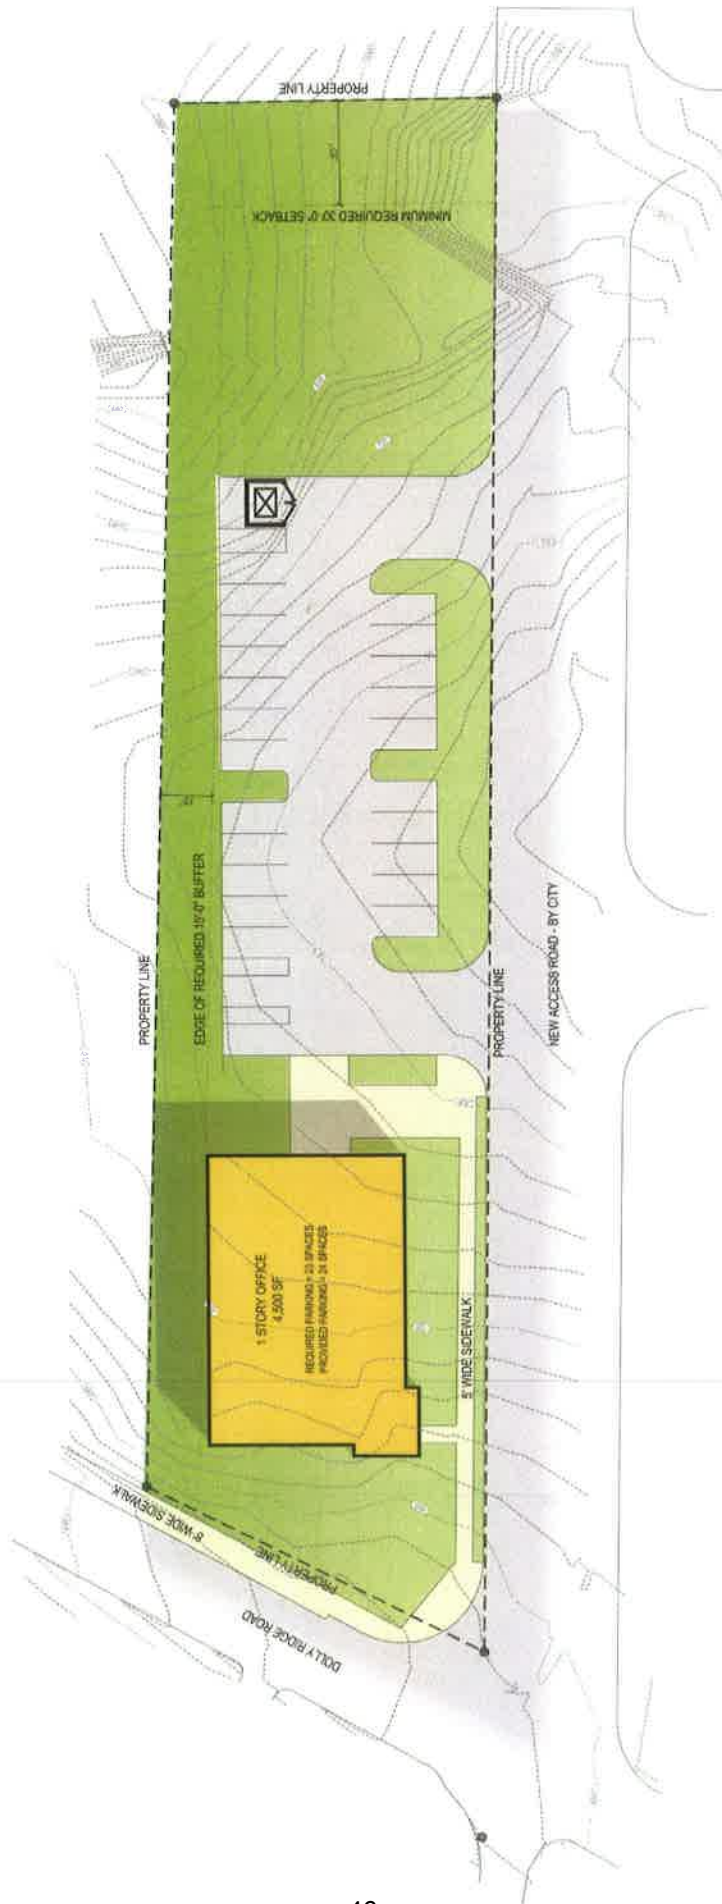 PROPERTY LINE
MINIMUM REQUIRED 30'-0" SETBACK
EDGE OF REQUIRED 15'-0" BUFFER
PROPERTY LINE
PROPERTY LINE
NEW ACCESS ROAD - BY CITY
1 STORY OFFICE
4,500 SF
REQUIRED PARKING = 23 SPACES
PROVIDED PARKING = 24 SPACES
5' WIDE SIDEWALK
8' WIDE SIDEWALK
PROPERTY LINE
DOLLY RIDGE ROAD